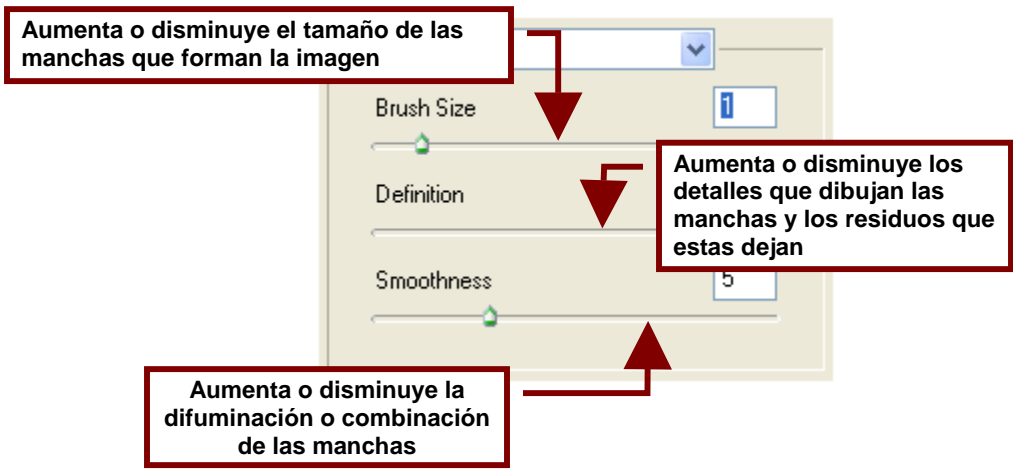 Aumenta o disminuye el tamaño de las
manchas que forman la imagen
Brush Size
1
Aumenta o disminuye los
detalles que dibujan las
manchas y los residuos que
estas dejan
Definition
Smoothness
5
Aumenta o disminuye la
difuminación o combinación
de las manchas